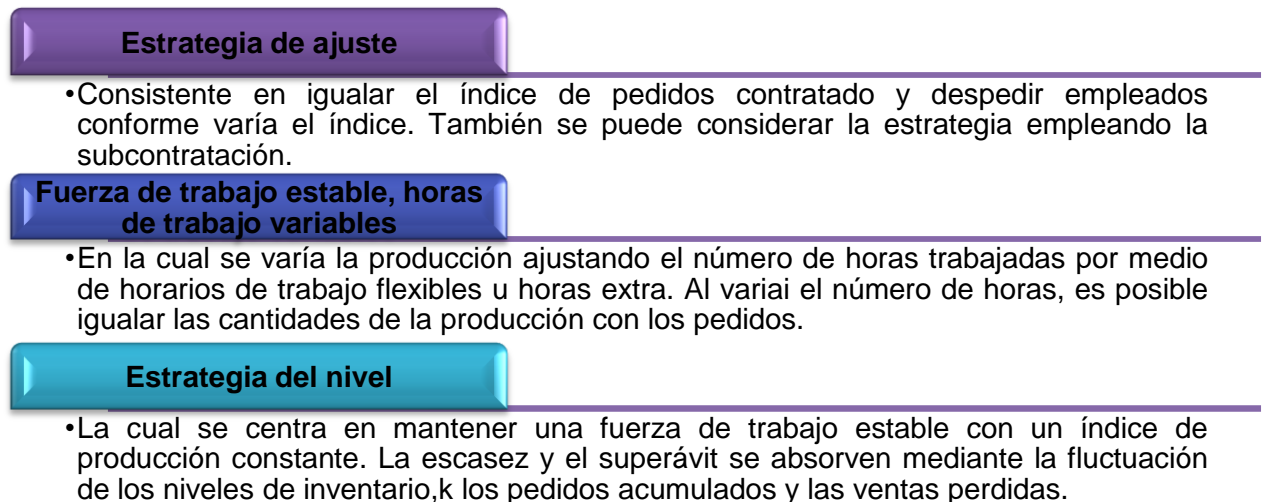 Estrategia de ajuste
•Consistente en igualar el índice de pedidos contratado y despedir empleados
conforme varía el índice. También se puede considerar la estrategia empleando la
subcontratación.
Fuerza de trabajo estable, horas
de trabajo variables
•En la cual se varía la producción ajustando el número de horas trabajadas por medio
de horarios de trabajo flexibles u horas extra. Al variai el número de horas, es posible
igualar las cantidades de la producción con los pedidos.
Estrategia del nivel
•La cual se centra en mantener una fuerza de trabajo estable con un índice de
producción constante. La escasez y el superávit se absorven mediante la fluctuación
de los niveles de inventario,k los pedidos acumulados y las ventas perdidas.